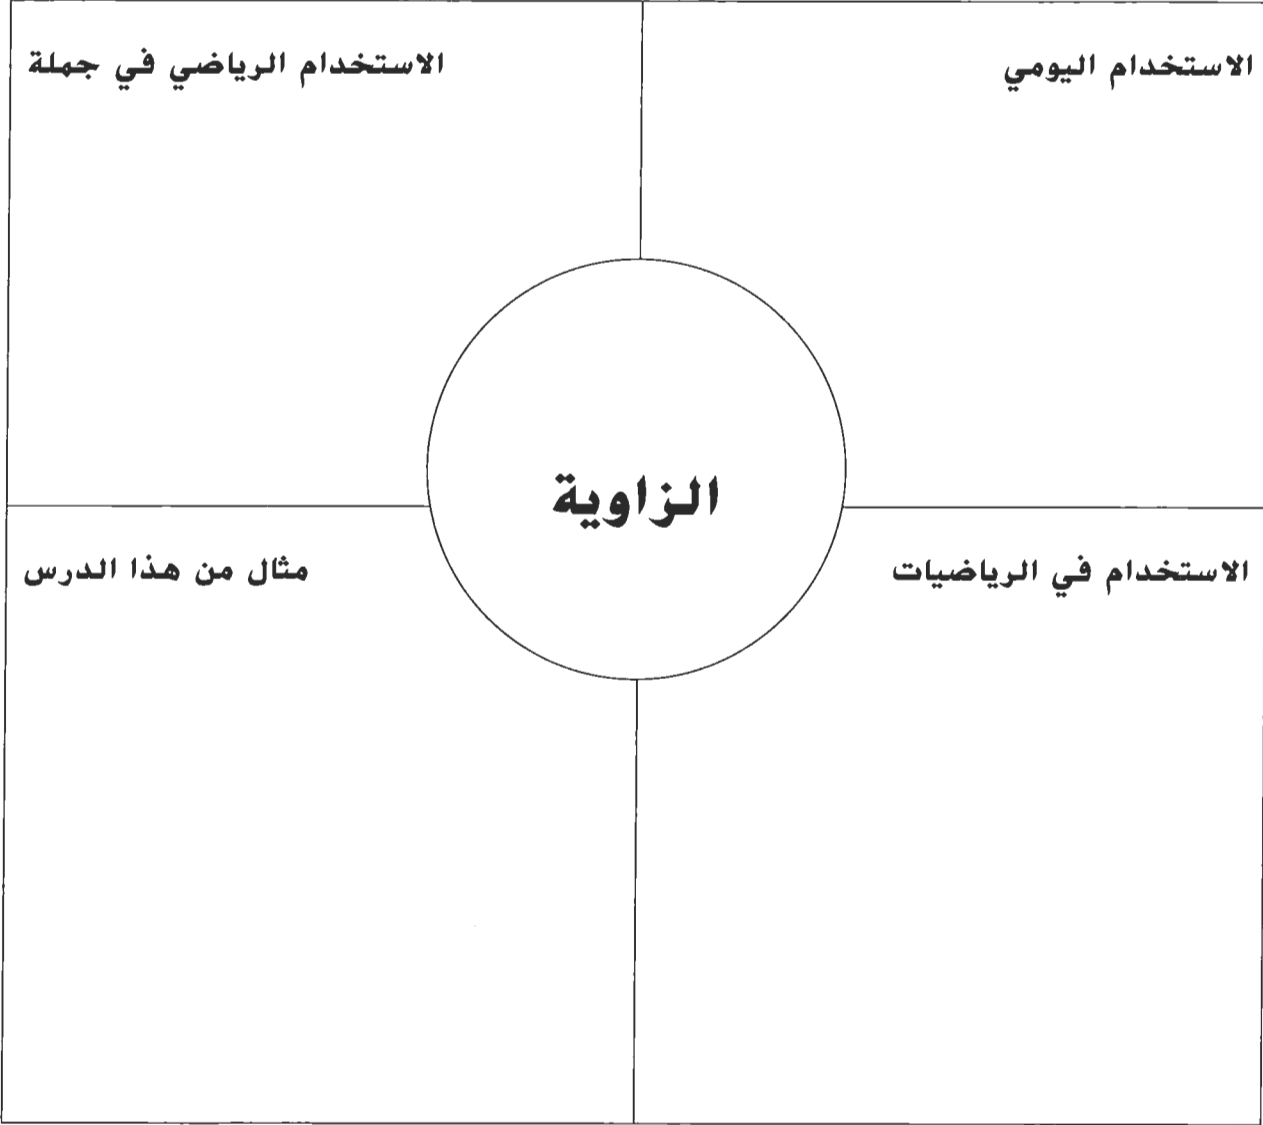 الاستخدام اليومي
الاستخدام الرياضي في جملة
الزاوية
الاستخدام في الرياضيات
مثال من هذا الدرس